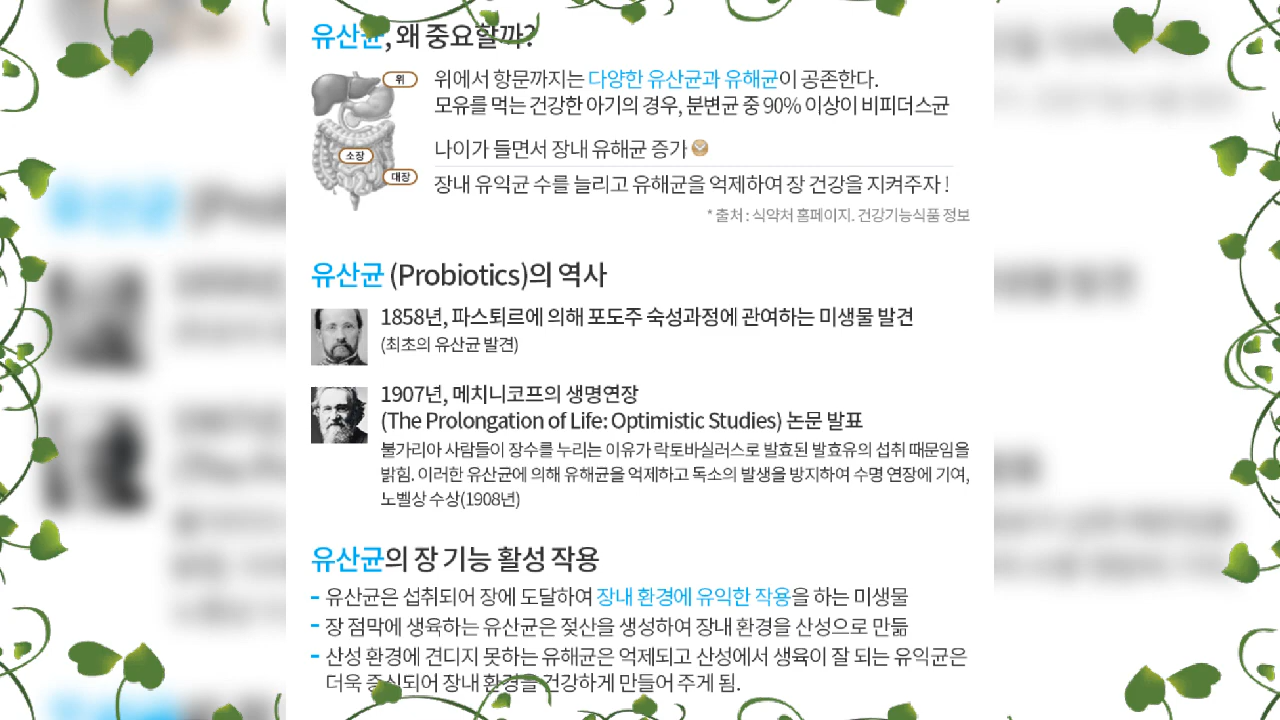 유산균, 왜 중요할까?
위
소장
대장
위에서 항문까지는 다양한 유산균과 유해균이 공존한다.
모유를 먹는 건강한 아기의 경우, 분변균 중 90% 이상이 비피더스균
나이가 들면서 장내 유해균 증가
장내 유익균 수를 늘리고 유해균을 억제하여 장 건강을 지켜주자 !
* 출처 : 식약처 홈페이지. 건강기능식품 정보
유산균 (Probiotics)의 역사
1858년, 파스퇴르에 의해 포도주 숙성과정에 관여하는 미생물 발견
(최초의 유산균 발견)
1907년, 메치니코프의 생명연장
(The Prolongation of Life: Optimistic Studies) 논문 발표
불가리아 사람들이 장수를 누리는 이유가 락토바실러스로 발효된 발효유의 섭취 때문임을
밝힘. 이러한 유산균에 의해 유해균을 억제하고 독소의 발생을 방지하여 수명 연장에 기여,
노벨상 수상(1908년)
유산균의 장 기능 활성 작용
- 유산균은 섭취되어 장에 도달하여 장내 환경에 유익한 작용을 하는 미생물
- 장 점막에 생육하는 유산균은 젖산을 생성하여 장내 환경을 산성으로 만듦
- 산성 환경에 견디지 못하는 유해균은 억제되고 산성에서 생육이 잘 되는 유익균은
더욱 증식되어 장내 환경을 건강하게 만들어 주게 됨.